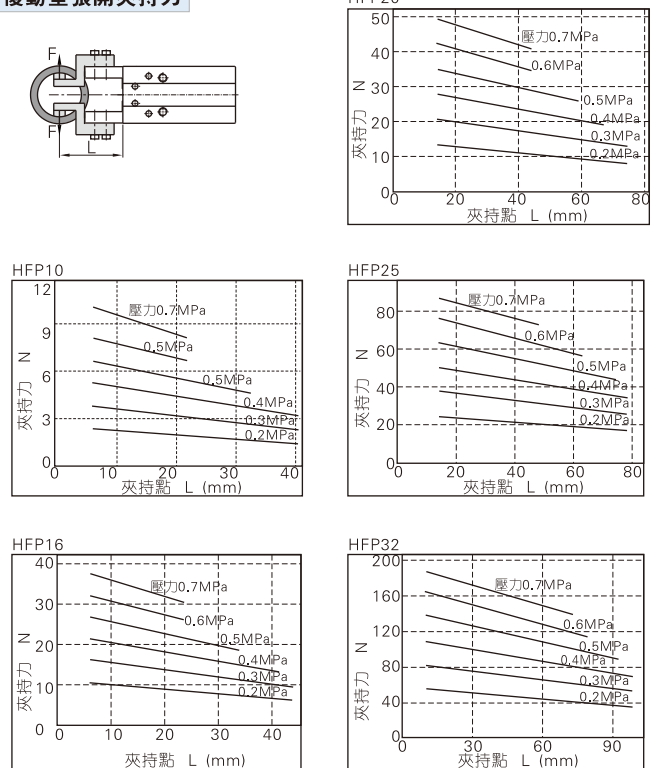 復動型張開夾持力
F
F
L
HFP20
50
40
30
20
10
0
夾持力 N
壓力0.7MPa
0.6MPa
0.5MPa
0.4MPa
0.3MPa
0.2MPa
0 20 40 60 80
夾持點 L (mm)
HFP10
12
9
6
3
0
夾持力 N
壓力0.7MPa
0.5MPa
0.5MPa
0.4MPa
0.3MPa
0.2MPa
0 10 20 30 40
夾持點 L (mm)
HFP25
80
60
40
20
0
夾持力 N
壓力0.7MPa
0.6MPa
0.5MPa
0.4MPa
0.3MPa
0.2MPa
0 20 40 60 80
夾持點 L (mm)
HFP16
40
30
20
10
0
夾持力 N
壓力0.7MPa
0.6MPa
0.5MPa
0.4MPa
0.3MPa
0.2MPa
0 10 20 30 40
夾持點 L (mm)
HFP32
200
160
120
80
40
0
夾持力 N
壓力0.7MPa
0.6MPa
0.5MPa
0.4MPa
0.3MPa
0.2MPa
0 30 60 90
夾持點 L (mm)